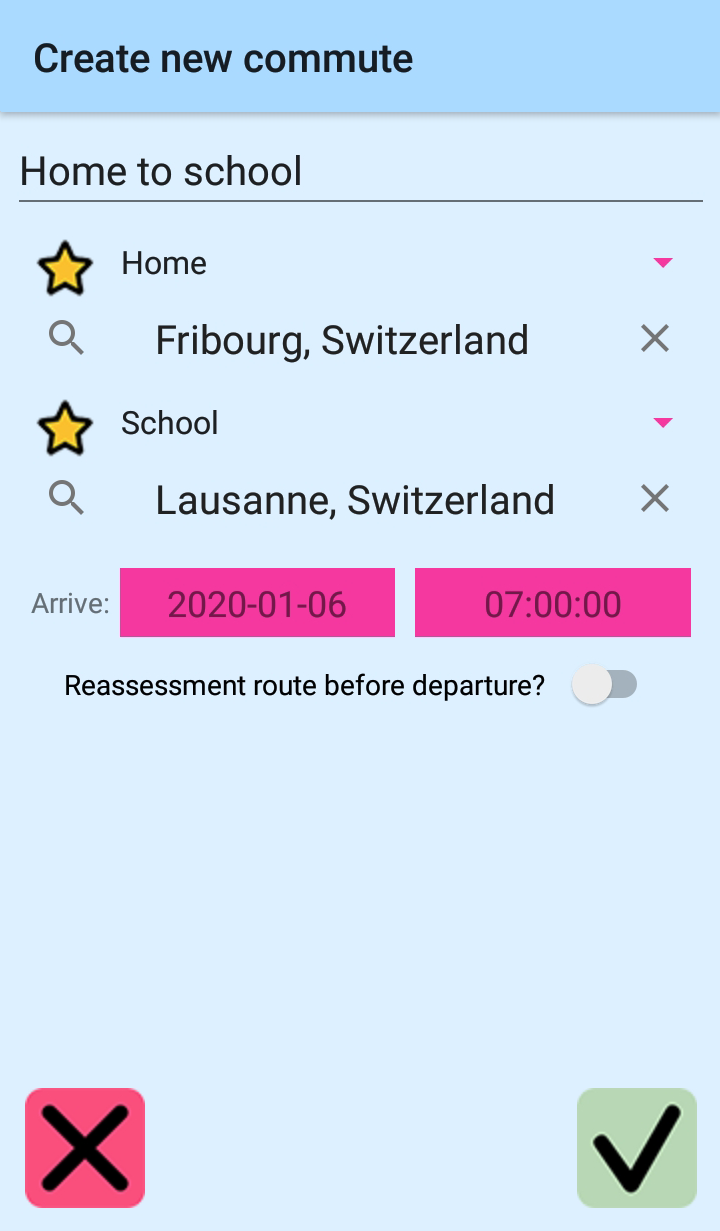 Create new commute
Home to school
Home
Fribourg, Switzerland
School
Lausanne, Switzerland
Arrive: 2020-01-06 07:00:00
Reassessment route before departure?